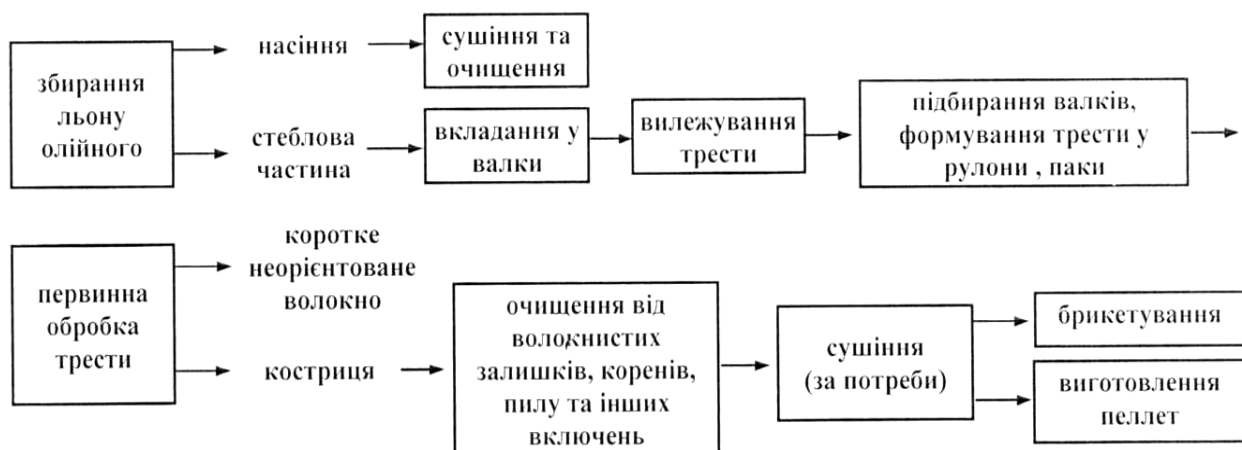 збирання
льону
олійного
насіння
сушіння та
очищення
стеблова
частина
вкладання у
валки
вилежування
трести
підбирання валків,
формування трести у
рулони , паки
первинна
обробка
трести
коротке
неорієнтоване
волокно
костриця
очищення від
волокнистих
залишків, коренів,
пилу та інших
включень
сушіння
(за потреби)
брикетування
виготовлення
пеллет